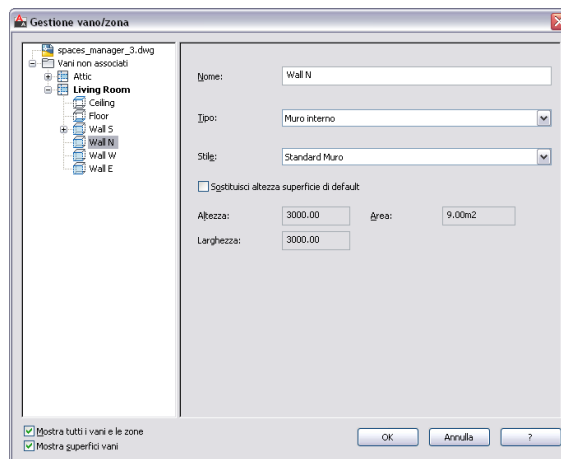 Gestione vano/zona
spaces_manager_3.dwg
Vani non associati
Attic
Living Room
Ceiling
Floor
Wall S
Wall N
Wall W
Wall E
Nome: Wall N
Tipo: Muro interno
Stile: Standard Muro
Sostituisci altezza superficie di default
Altezza: 3000.00 Area: 9.00m2
Larghezza: 3000.00
Mostra tutti i vani e le zone
Mostra superfici vani
OK Annulla ?